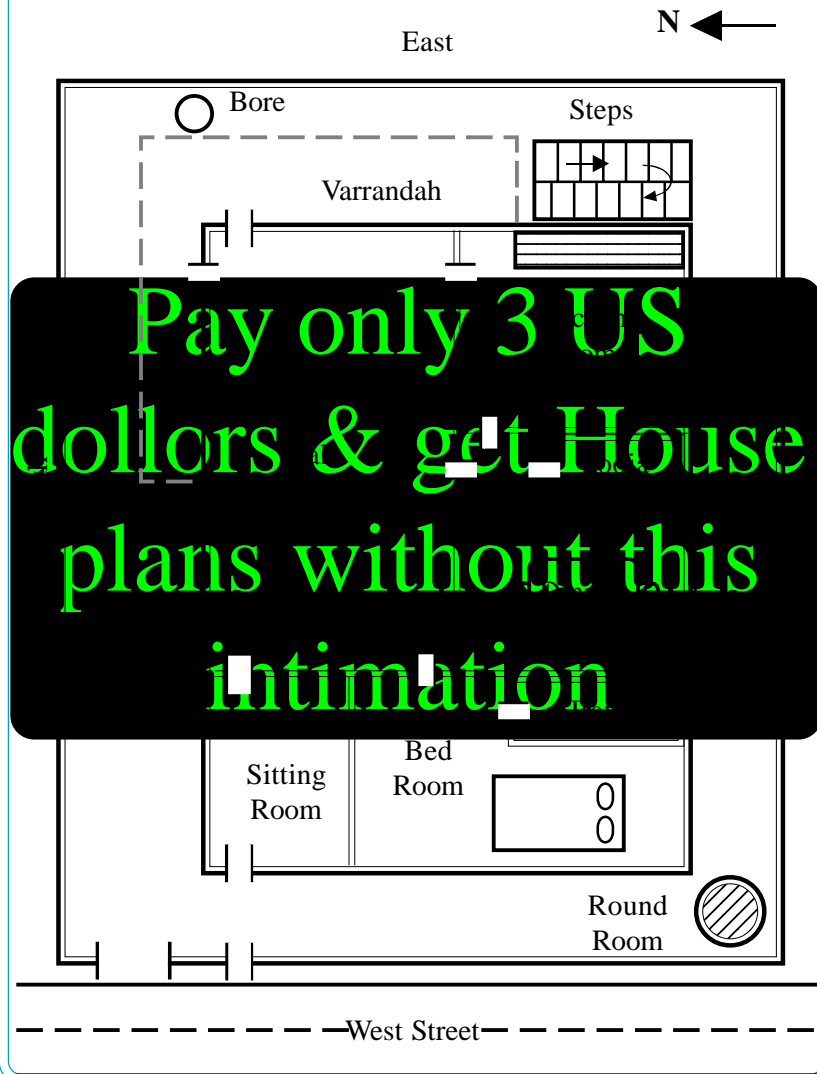 N
East
Bore
Steps
Varrandah
Pay only 3 US
dollors & get House
plans without this
intimation
Bed
Room
Sitting
Room
Round
Room
West Street